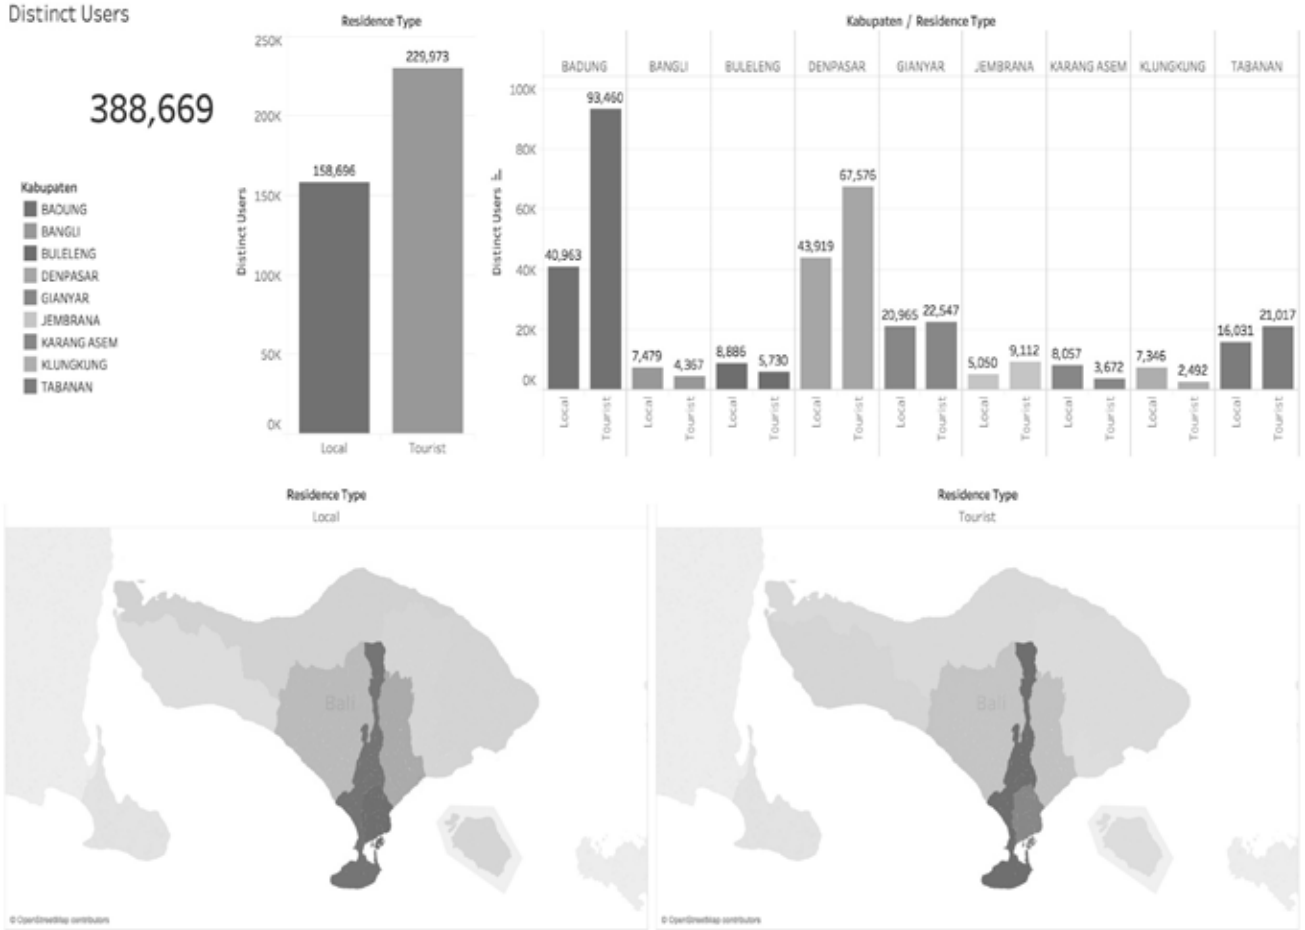 Distinct Users
388,669
Kabupaten
BADUNG
BANGLI
BULELENG
DENPASAR
GIANYAR
JEMBRANA
KARANG ASEM
KLUNGKUNG
TABANAN
Residence Type
Distinct Users
250K
200K
150K
100K
50K
0K
158,696
229,973
Local
Tourist
Kabupaten / Residence Type
BADUNG BANGLI BULELENG DENPASAR GIANYAR JEMBRANA KARANG ASEM KLUNGKUNG TABANAN
Distinct Users
100K
80K
60K
40K
20K
0K
40,963 93,460 7,479 4,367 8,886 5,730 43,919 67,576 20,965 22,547 5,050 9,112 8,057 3,672 7,346 2,492 16,031 21,017
Local Tourist Local Tourist Local Tourist Local Tourist Local Tourist Local Tourist Local Tourist Local Tourist Local Tourist
Residence Type
Local
Bali
© OpenStreetMap contributors
Residence Type
Tourist
Bali
© OpenStreetMap contributors